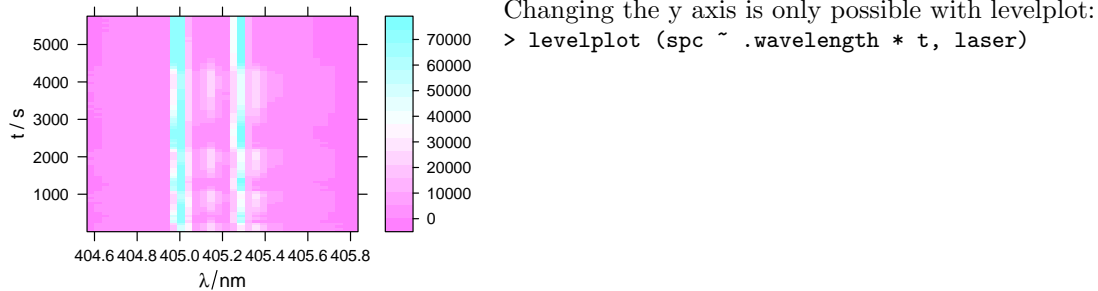 Changing the y axis is only possible with levelplot:
> levelplot (spc ~ .wavelength * t, laser)
t / s
5000
4000
3000
2000
1000
404.6 404.8 405.0 405.2 405.4 405.6 405.8
λ/nm
70000
60000
50000
40000
30000
20000
10000
0